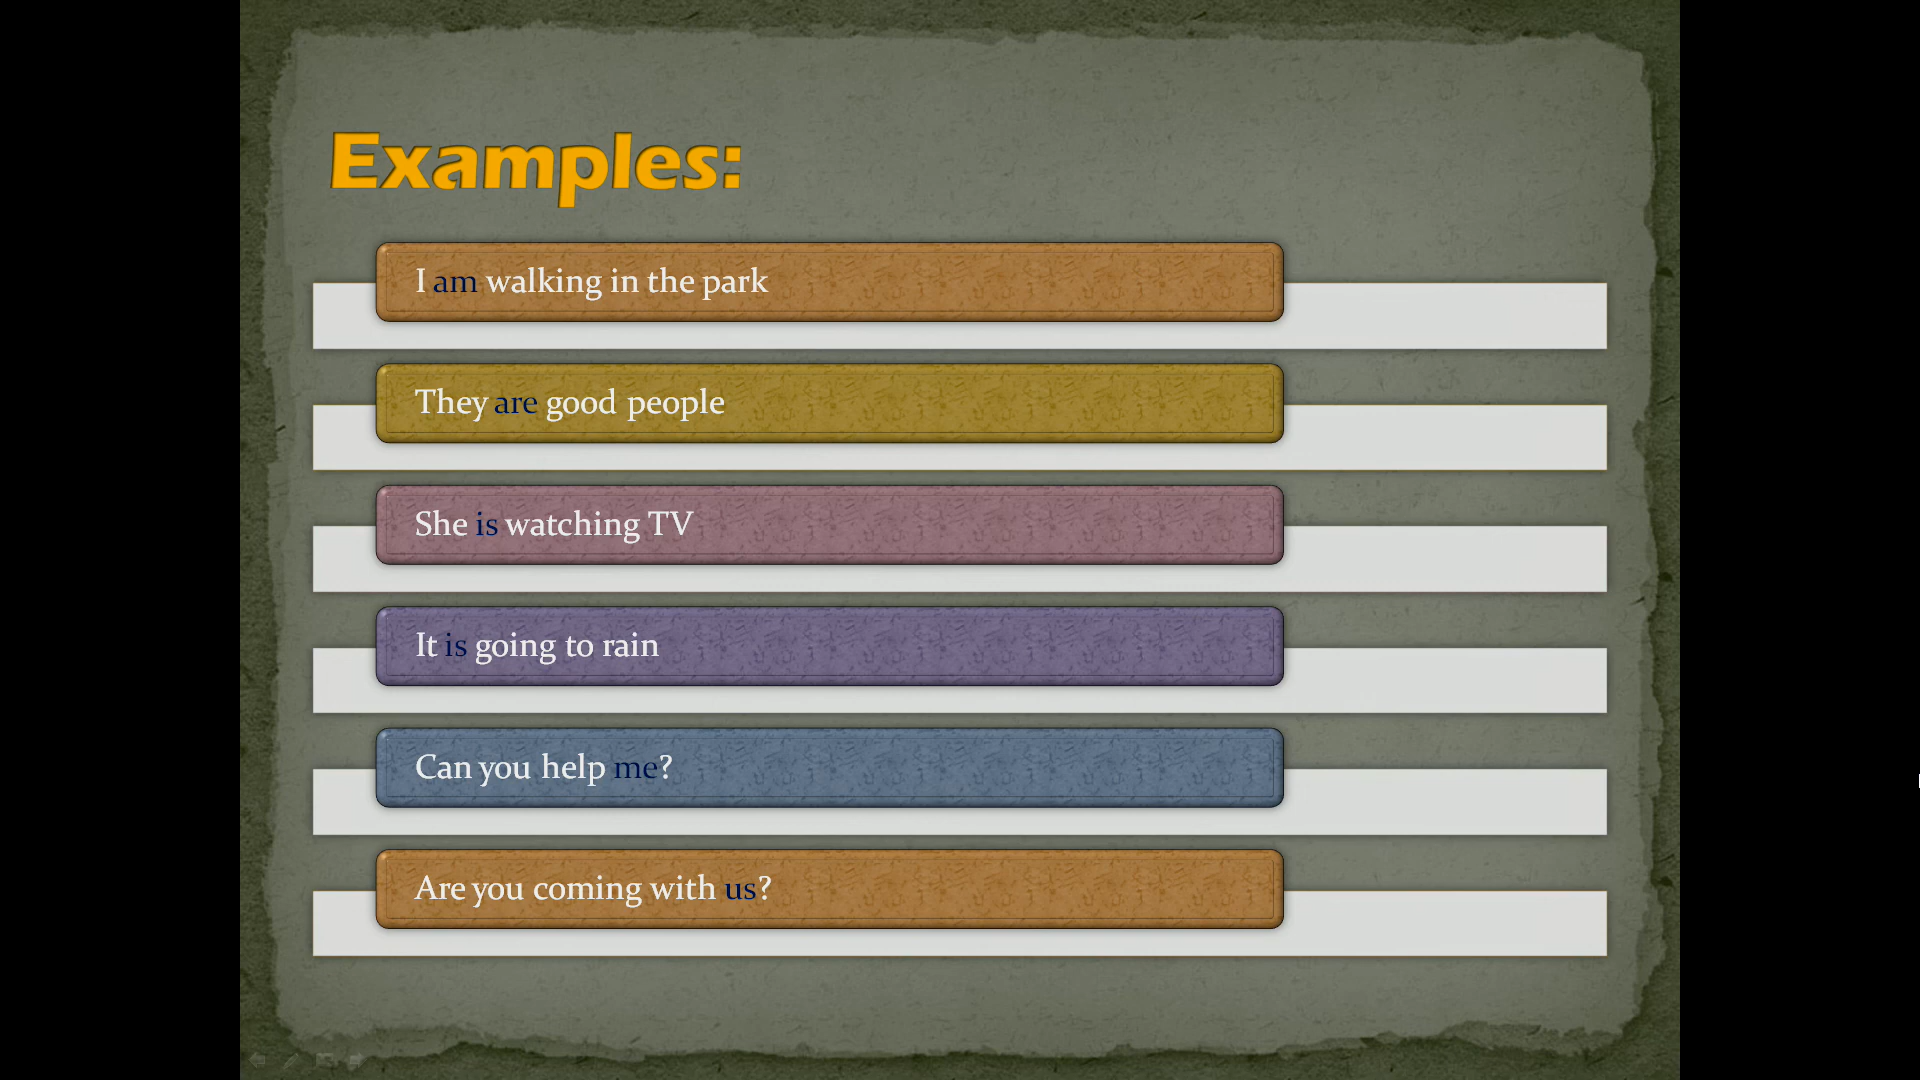 Examples:
I am walking in the park
They are good people
She is watching TV
It is going to rain
Can you help me?
Are you coming with us?